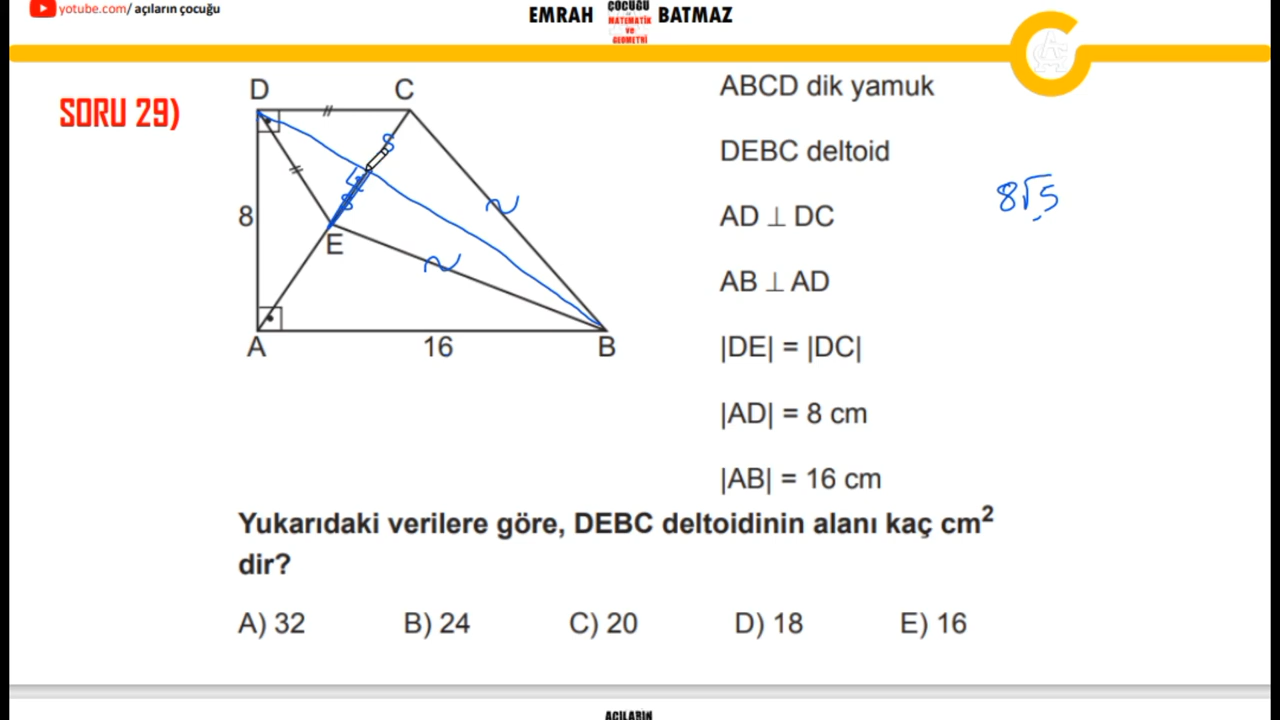 yotube.com/ açıların çocuğu
EMRAH ÇOCUĞU MATEMATİK ve GEOMETRİ BATMAZ
SORU 29)
D C
8
E
A 16 B
ABCD dik yamuk
DEBC deltoid
AD ⊥ DC
8√5
AB ⊥ AD
|DE| = |DC|
|AD| = 8 cm
|AB| = 16 cm
Yukarıdaki verilere göre, DEBC deltoidinin alanı kaç cm²
dir?
A) 32 B) 24 C) 20 D) 18 E) 16
AÇILARIN